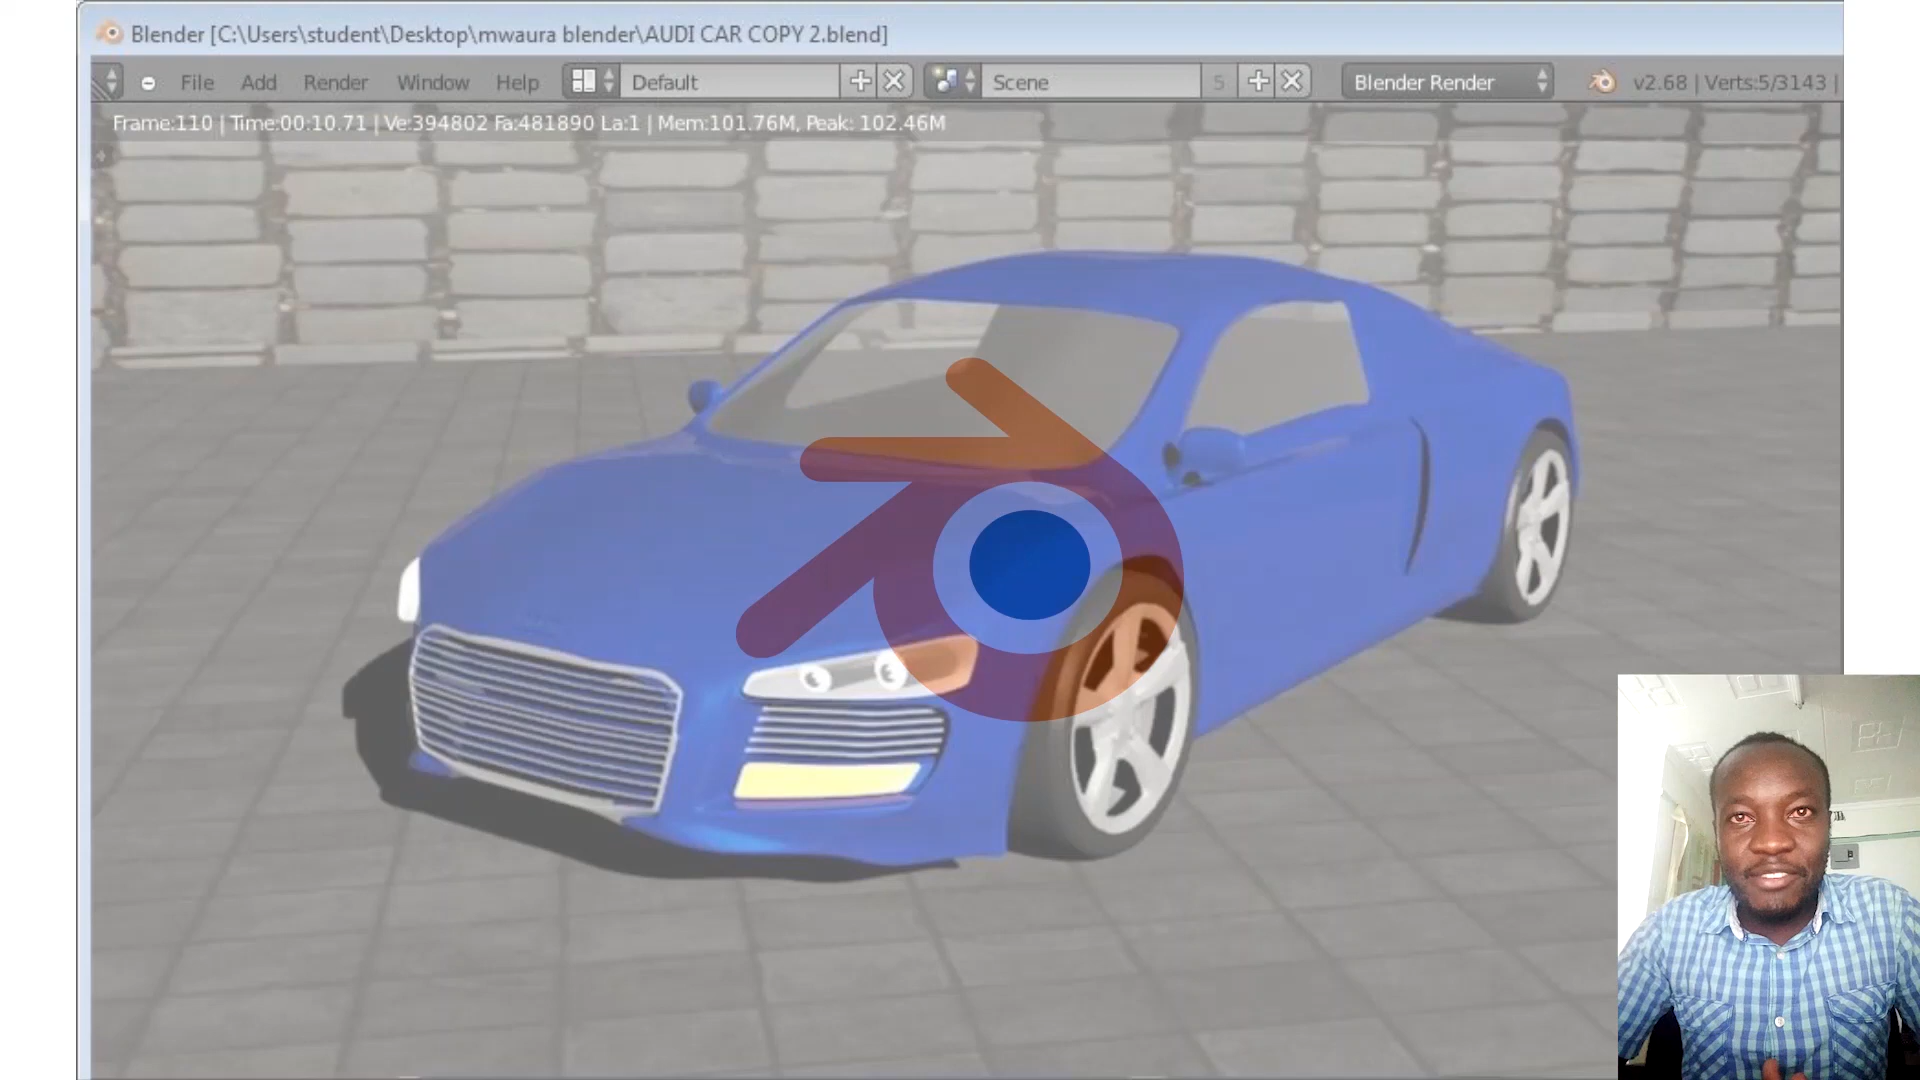 Blender [C:\Users\student\Desktop\mwaura blender\AUDI CAR COPY 2.blend]
File Add Render Window Help Default Scene 5 Blender Render v2.68 | Verts:5/3143 |
Frame:110 | Time:00:10.71 | Ve:394802 Fa:481890 La:1 | Mem:101.76M, Peak: 102.46M